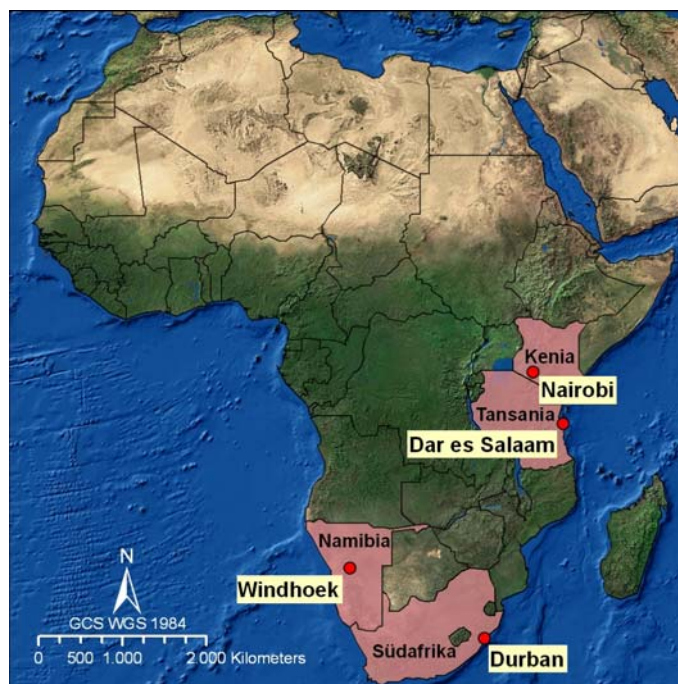 Kenia
Nairobi
Tansania
Dar es Salaam
Namibia
Windhoek
N
GCS WGS 1984
0 500 1.000 2.000 Kilometers
Südafrika
Durban